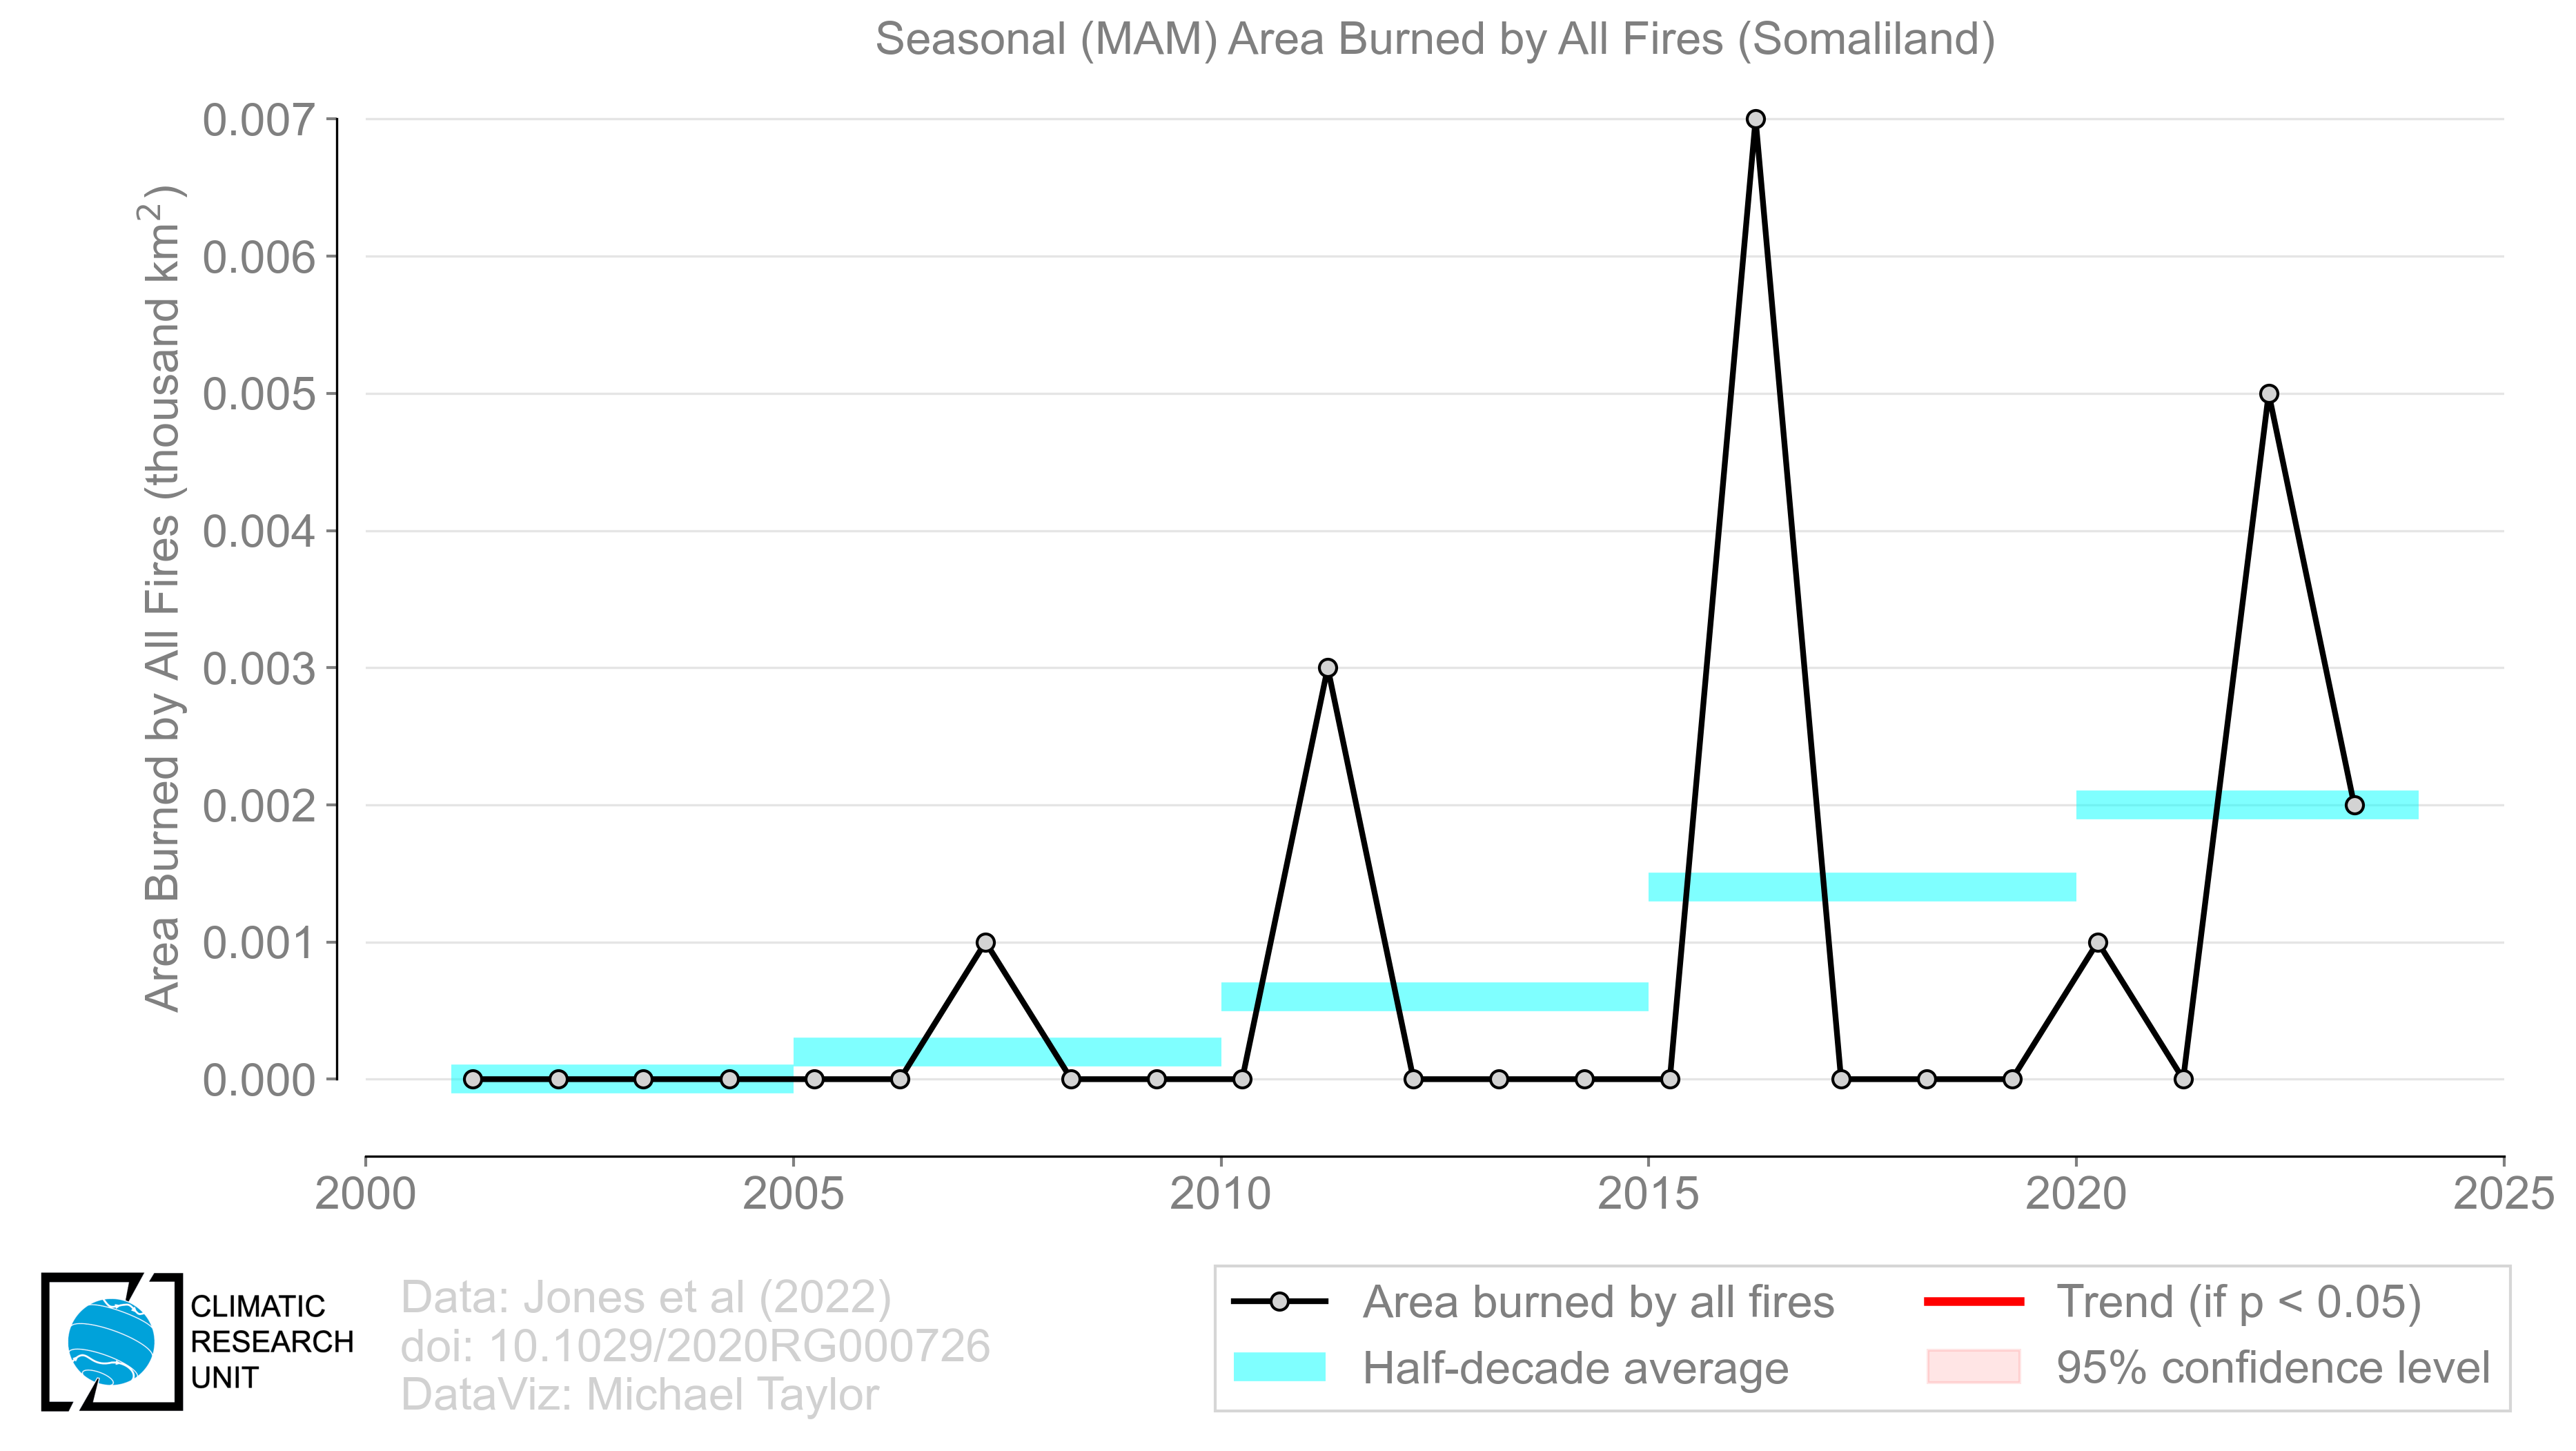 Seasonal (MAM) Area Burned by All Fires (Somaliland)
Area Burned by All Fires (thousand km²)
0.007
0.006
0.005
0.004
0.003
0.002
0.001
0.000
2000 2005 2010 2015 2020 2025
CLIMATIC
RESEARCH
UNIT
Data: Jones et al (2022)
doi: 10.1029/2020RG000726
DataViz: Michael Taylor
Area burned by all fires
Half-decade average
Trend (if p < 0.05)
95% confidence level